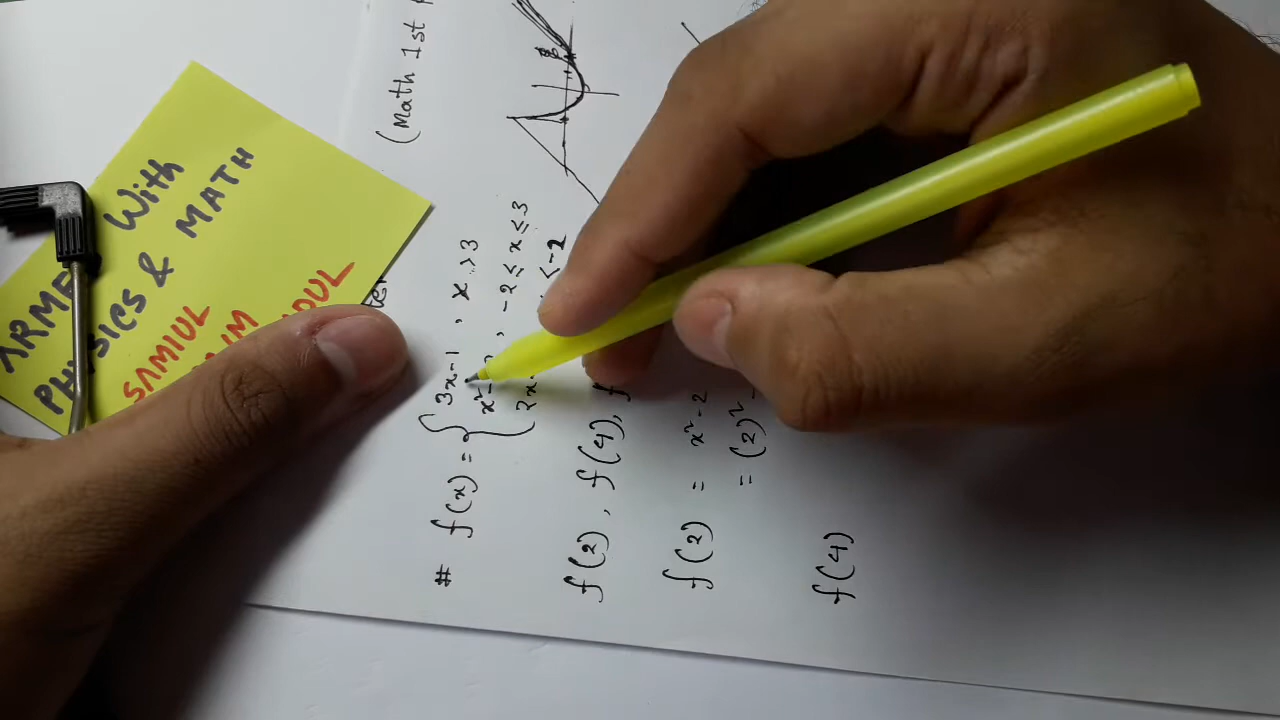 With
PHYSICS & MATH
SAMIUL
(Math 1st
# f(x) = { 3x-1 , x > 3
x²- , -2 ≤ x ≤ 3
2x < -2
f(2) , f(4) , f
f(2) = x²-2
= (2)² -
f(4)